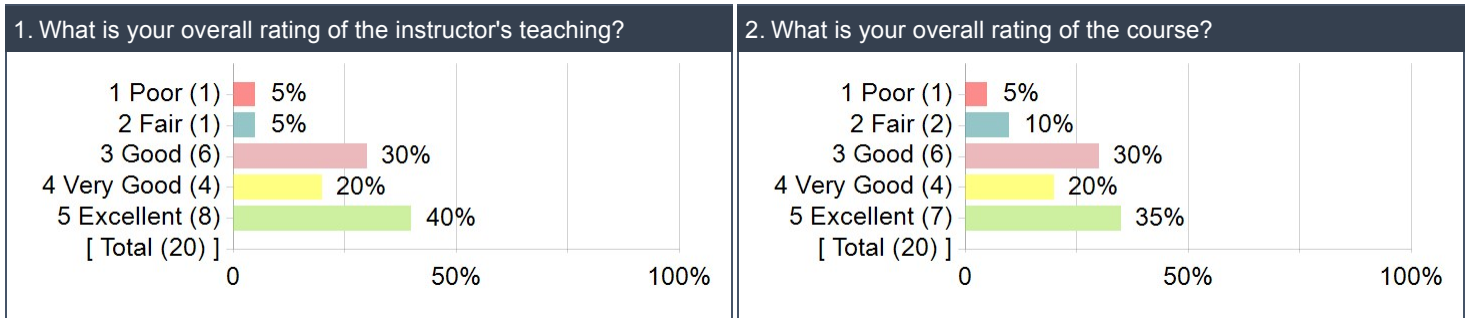 1. What is your overall rating of the instructor's teaching?
1 Poor (1) 5%
2 Fair (1) 5%
3 Good (6) 30%
4 Very Good (4) 20%
5 Excellent (8) 40%
[ Total (20) ]
0 50% 100%
2. What is your overall rating of the course?
1 Poor (1) 5%
2 Fair (2) 10%
3 Good (6) 30%
4 Very Good (4) 20%
5 Excellent (7) 35%
[ Total (20) ]
0 50% 100%